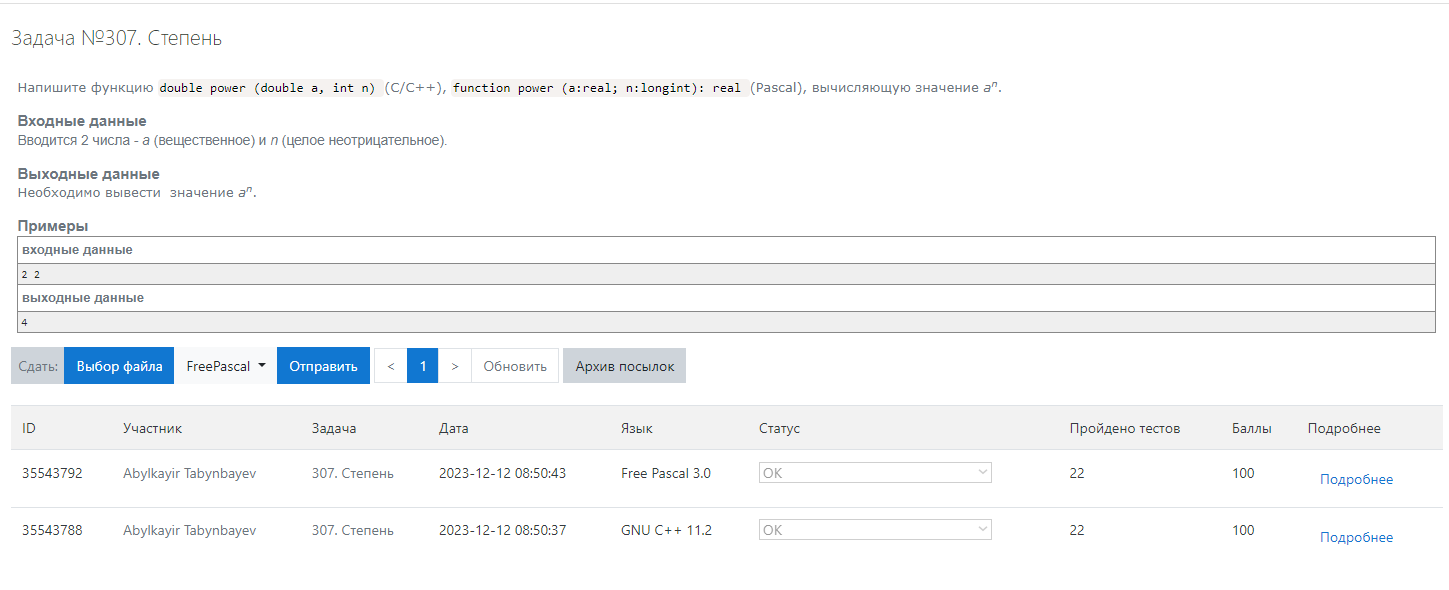 Задача №307. Степень
Напишите функцию double power (double a, int n) (C/C++), function power (a:real; n:longint): real (Pascal), вычисляющую значение aⁿ.
Входные данные
Вводится 2 числа - a (вещественное) и n (целое неотрицательное).
Выходные данные
Необходимо вывести значение aⁿ.
Примеры
входные данные
2 2
выходные данные
4
Сдать: Выбор файла FreePascal Отправить < 1 > Обновить Архив посылок
ID Участник Задача Дата Язык Статус Пройдено тестов Баллы Подробнее
35543792 Abylkayir Tabynbayev 307. Степень 2023-12-12 08:50:43 Free Pascal 3.0 OK 22 100 Подробнее
35543788 Abylkayir Tabynbayev 307. Степень 2023-12-12 08:50:37 GNU C++ 11.2 OK 22 100 Подробнее